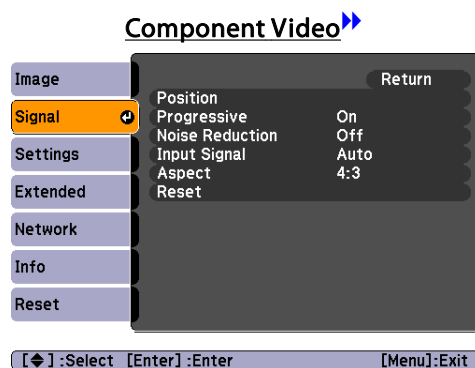 Component Video
Image
Signal
Settings
Extended
Network
Info
Reset
Return
Position
Progressive On
Noise Reduction Off
Input Signal Auto
Aspect 4:3
Reset
[◆] :Select [Enter] :Enter [Menu]:Exit